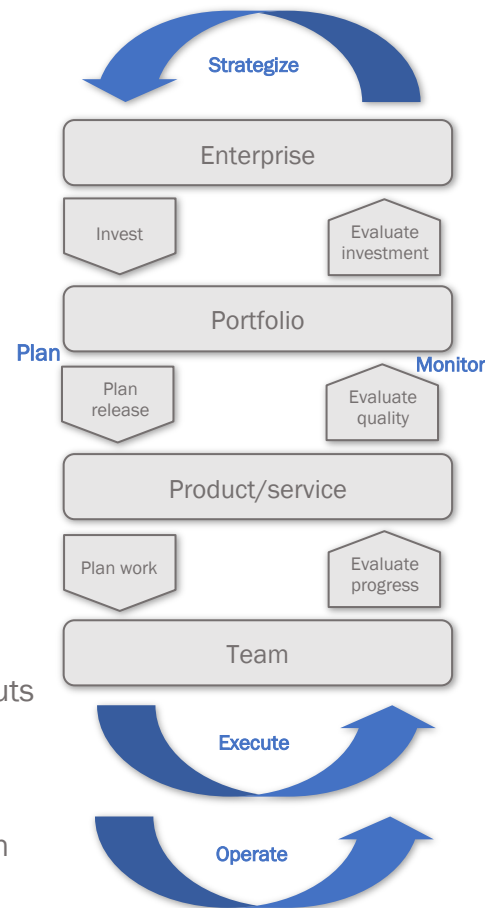 Strategize
Enterprise
Invest
Evaluate
investment
Portfolio
Plan
Monitor
Plan
release
Evaluate
quality
Product/service
Plan work
Evaluate
progress
Team
uts
Execute
Operate